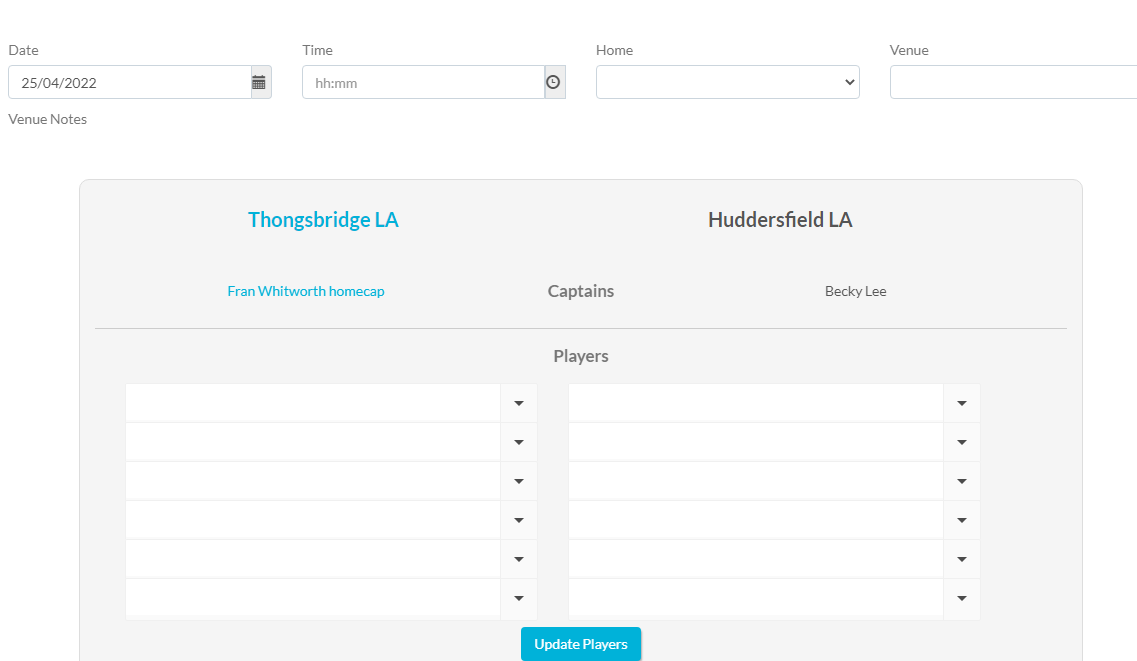 Date Time Home Venue
25/04/2022 hh:mm
Venue Notes
Thongsbridge LA Huddersfield LA
Fran Whitworth homecap Captains Becky Lee
Players
Update Players